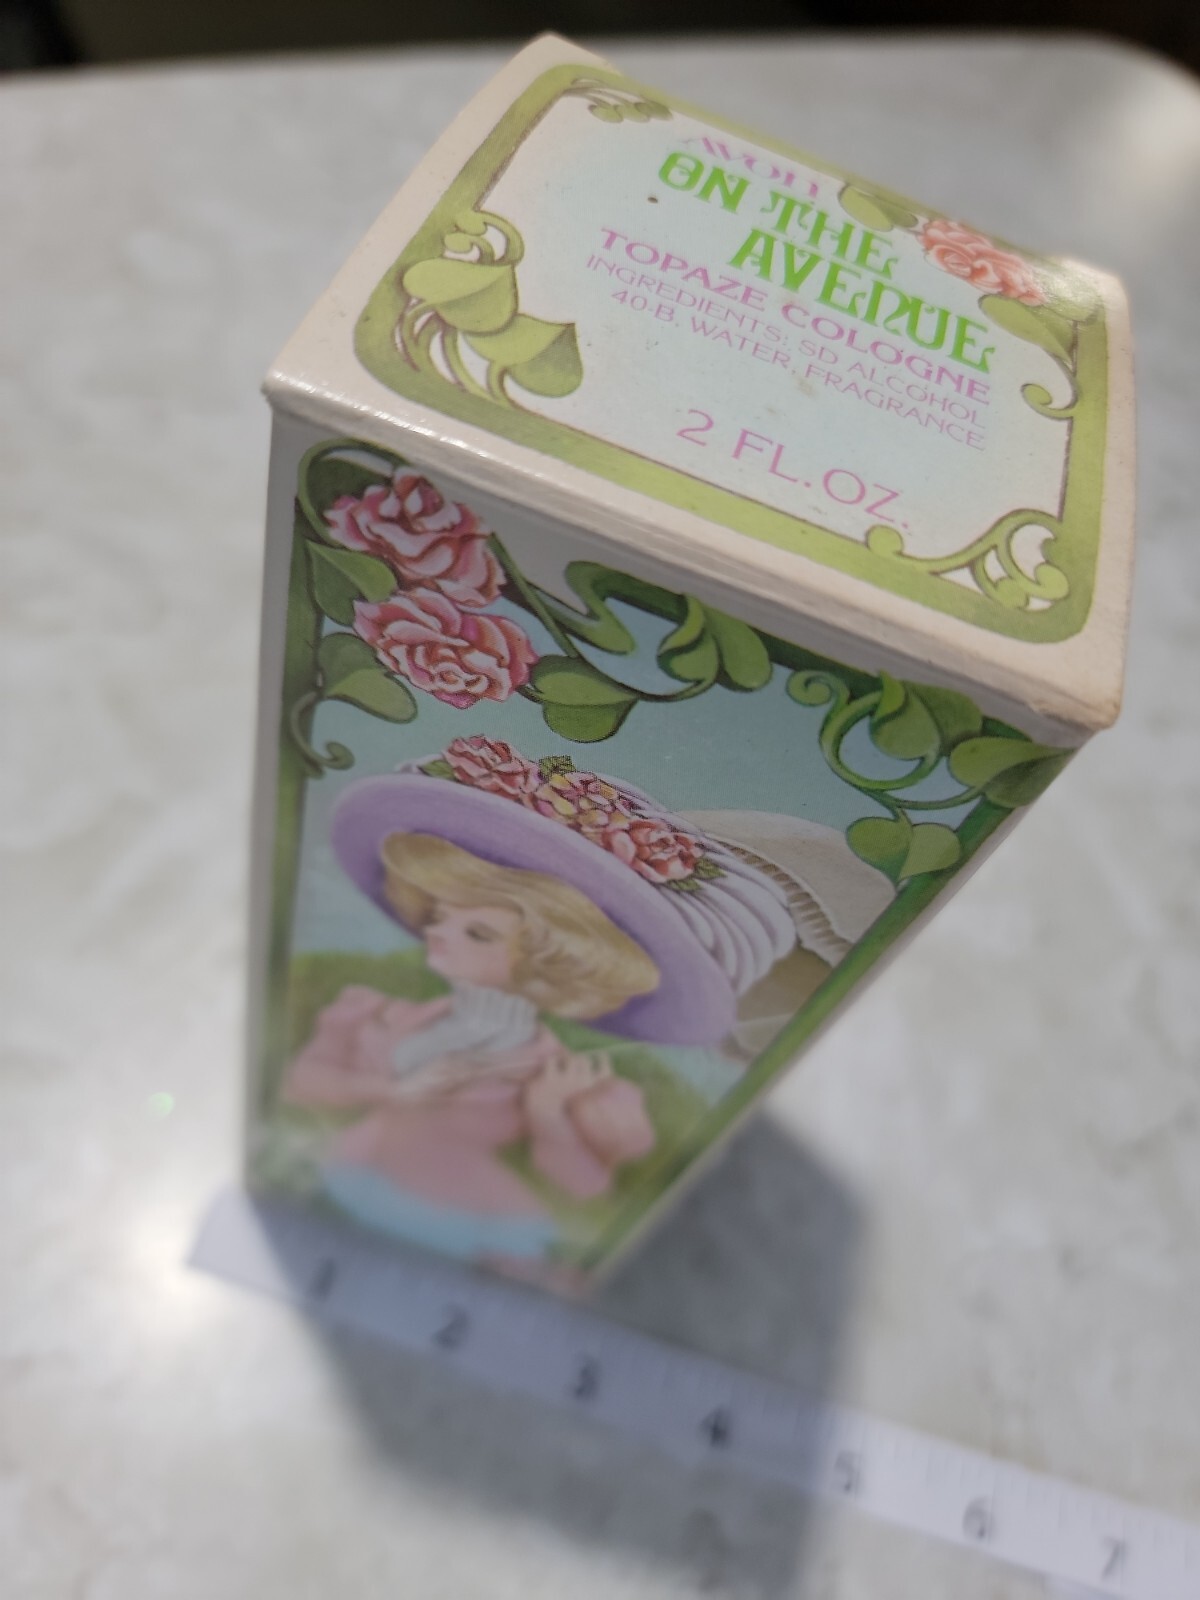 AVON
ON THE
AVENUE
TOPAZE COLOGNE
INGREDIENTS: SD ALCOHOL
40-B, WATER, FRAGRANCE
2 FL. OZ.
1 2 3 4 5 6 7